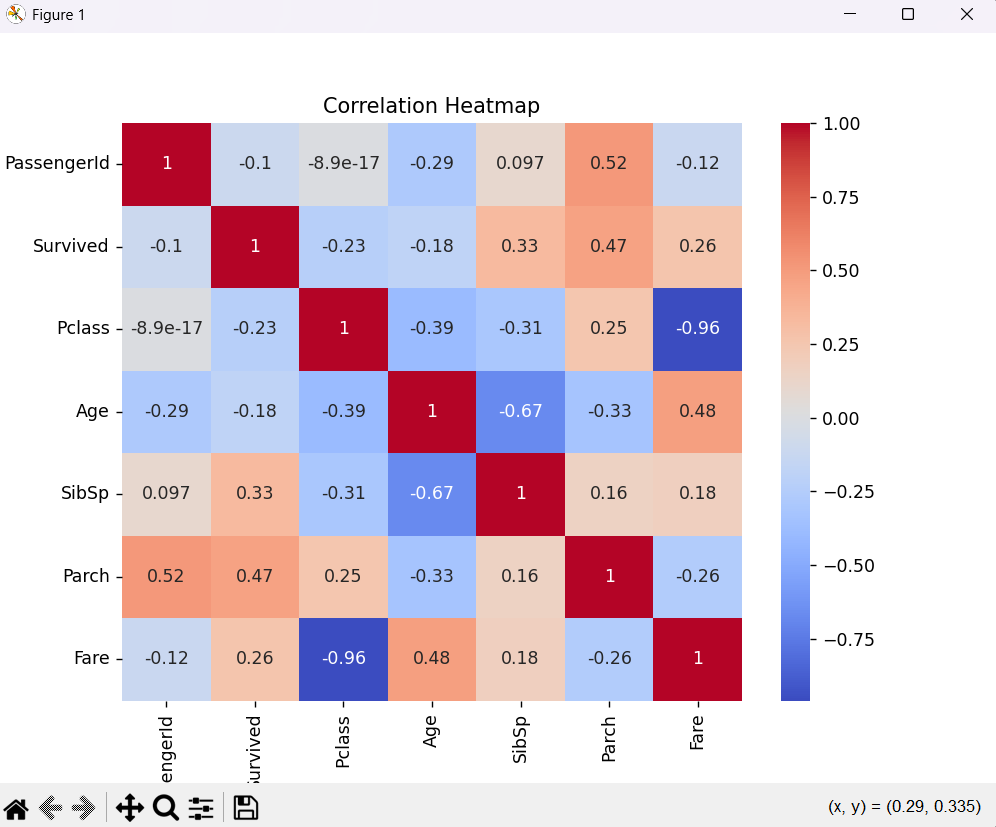 Figure 1
Correlation Heatmap
PassengerId 1 -0.1 -8.9e-17 -0.29 0.097 0.52 -0.12
Survived -0.1 1 -0.23 -0.18 0.33 0.47 0.26
Pclass -8.9e-17 -0.23 1 -0.39 -0.31 0.25 -0.96
Age -0.29 -0.18 -0.39 1 -0.67 -0.33 0.48
SibSp 0.097 0.33 -0.31 -0.67 1 0.16 0.18
Parch 0.52 0.47 0.25 -0.33 0.16 1 -0.26
Fare -0.12 0.26 -0.96 0.48 0.18 -0.26 1
engerId
urvived
Pclass
Age
SibSp
Parch
Fare
1.00
0.75
0.50
0.25
0.00
−0.25
−0.50
−0.75
(x, y) = (0.29, 0.335)